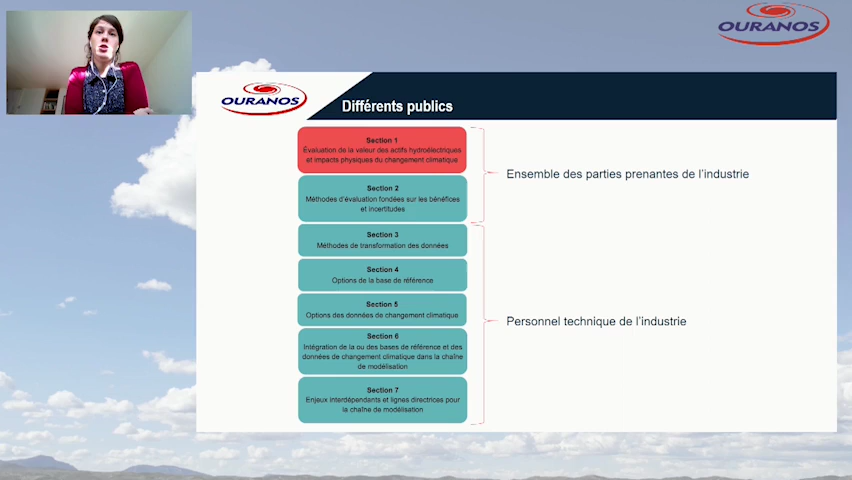 OURANOS
OURANOS
Différents publics
Section 1
Évaluation de la valeur des actifs hydroélectriques
et impacts physiques du changement climatique
Section 2
Méthodes d'évaluation fondées sur les bénéfices
et incertitudes
Ensemble des parties prenantes de l'industrie
Section 3
Méthodes de transformation des données
Section 4
Options de la base de référence
Section 5
Options des données de changement climatique
Section 6
Intégration de la ou des bases de référence et des
données de changement climatique dans la chaîne
de modélisation
Section 7
Enjeux interdépendants et lignes directrices pour
la chaîne de modélisation
Personnel technique de l'industrie